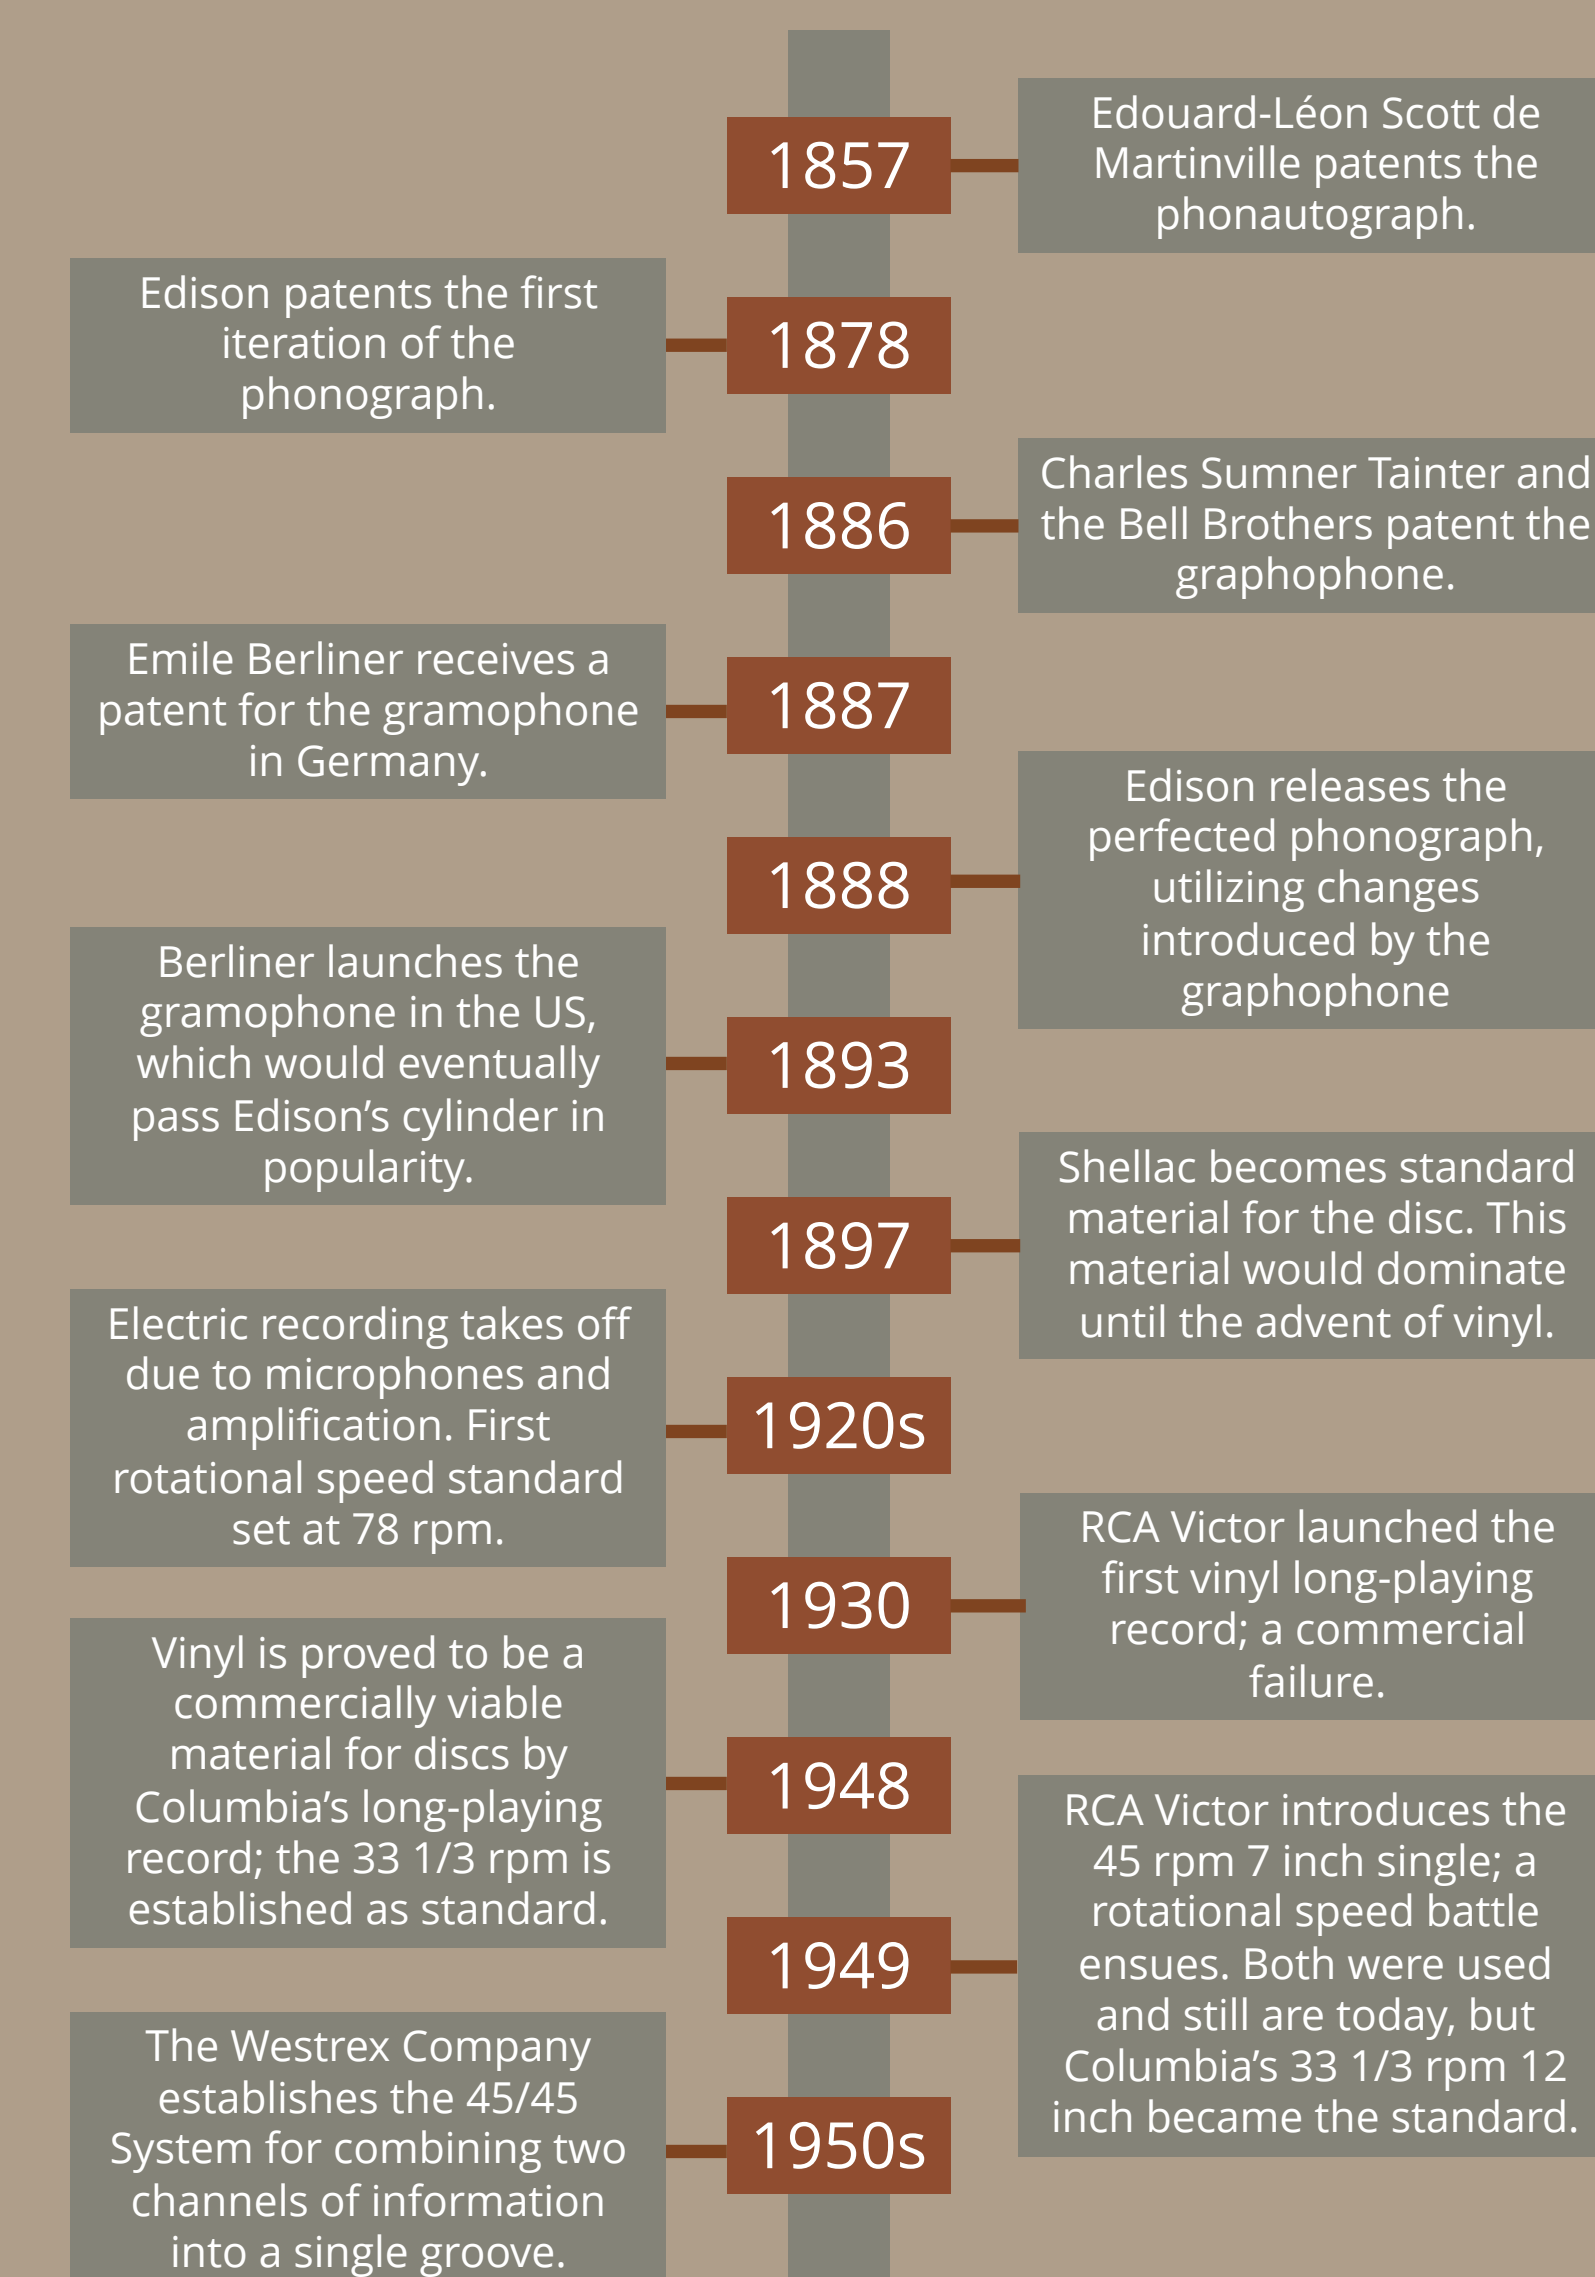 1857
Edouard-Léon Scott de
Martinville patents the
phonautograph.
1878
Edison patents the first
iteration of the
phonograph.
1886
Charles Sumner Tainter and
the Bell Brothers patent the
graphophone.
1887
Emile Berliner receives a
patent for the gramophone
in Germany.
1888
Edison releases the
perfected phonograph,
utilizing changes
introduced by the
graphophone
1893
Berliner launches the
gramophone in the US,
which would eventually
pass Edison’s cylinder in
popularity.
1897
Shellac becomes standard
material for the disc. This
material would dominate
until the advent of vinyl.
1920s
Electric recording takes off
due to microphones and
amplification. First
rotational speed standard
set at 78 rpm.
1930
RCA Victor launched the
first vinyl long-playing
record; a commercial
failure.
1948
Vinyl is proved to be a
commercially viable
material for discs by
Columbia’s long-playing
record; the 33 1/3 rpm is
established as standard.
1949
RCA Victor introduces the
45 rpm 7 inch single; a
rotational speed battle
ensues. Both were used
and still are today, but
Columbia’s 33 1/3 rpm 12
inch became the standard.
1950s
The Westrex Company
establishes the 45/45
System for combining two
channels of information
into a single groove.